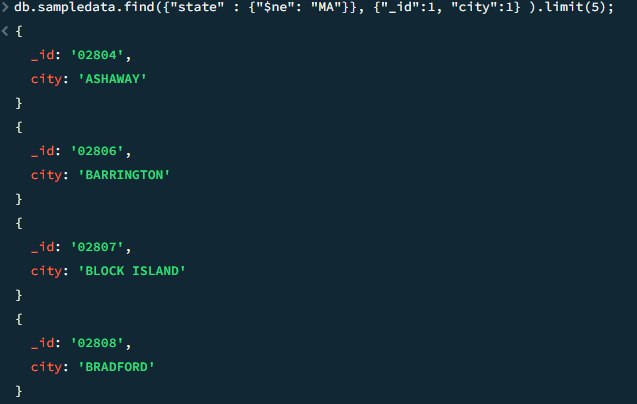 > db.sampledata.find({"state" : {"$ne": "MA"}}, {"_id":1, "city":1} ).limit(5);
< {
_id: '02804',
city: 'ASHAWAY'
}
{
_id: '02806',
city: 'BARRINGTON'
}
{
_id: '02807',
city: 'BLOCK ISLAND'
}
{
_id: '02808',
city: 'BRADFORD'
}